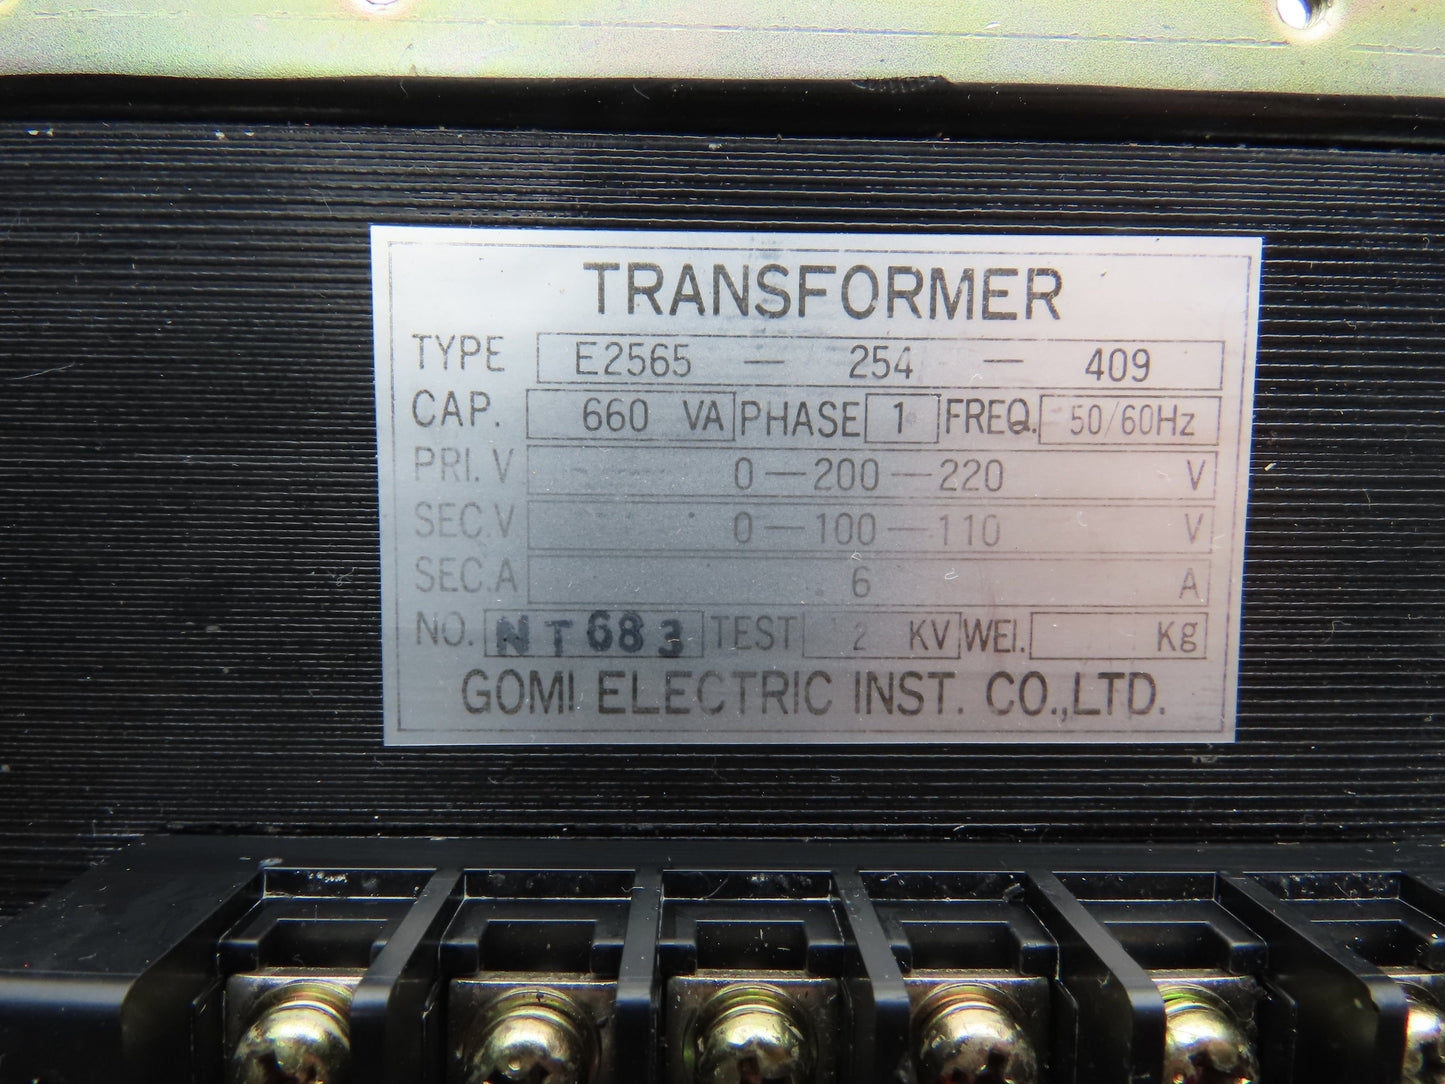 TRANSFORMER
TYPE E2565 — 254 — 409
CAP. 660 VA PHASE 1 FREQ. 50/60Hz
PRI. V 0 — 200 — 220 V
SEC. V 0 — 100 — 110 V
SEC. A 6 A
NO. NT683 TEST 2 KV WEI. Kg
GOMI ELECTRIC INST. CO.,LTD.